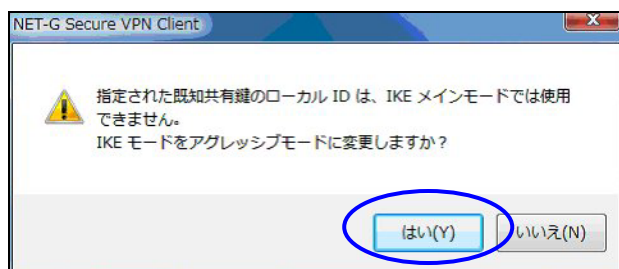 NET-G Secure VPN Client
指定された既知共有鍵のローカル ID は、IKE メインモードでは使用
できません。
IKE モードをアグレッシブモードに変更しますか？
はい(Y)
いいえ(N)